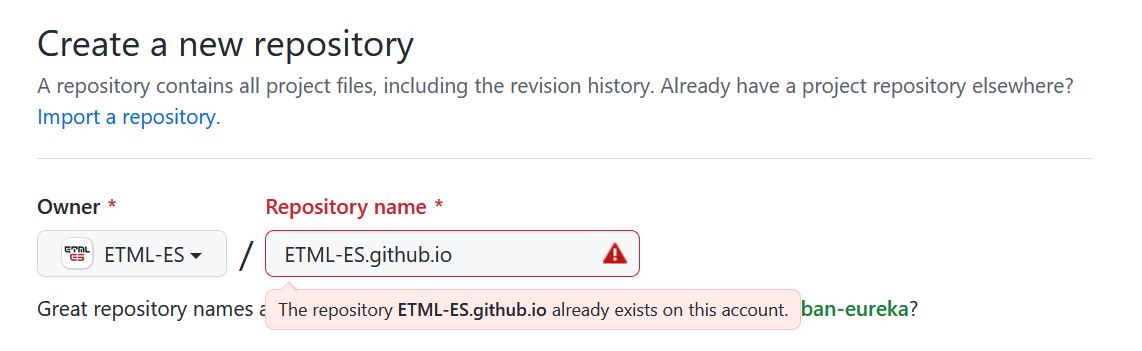 Create a new repository
A repository contains all project files, including the revision history. Already have a project repository elsewhere?
Import a repository.
Owner * Repository name *
ETML ES ETML-ES / ETML-ES.github.io
The repository ETML-ES.github.io already exists on this account.
Great repository names ban-eureka?